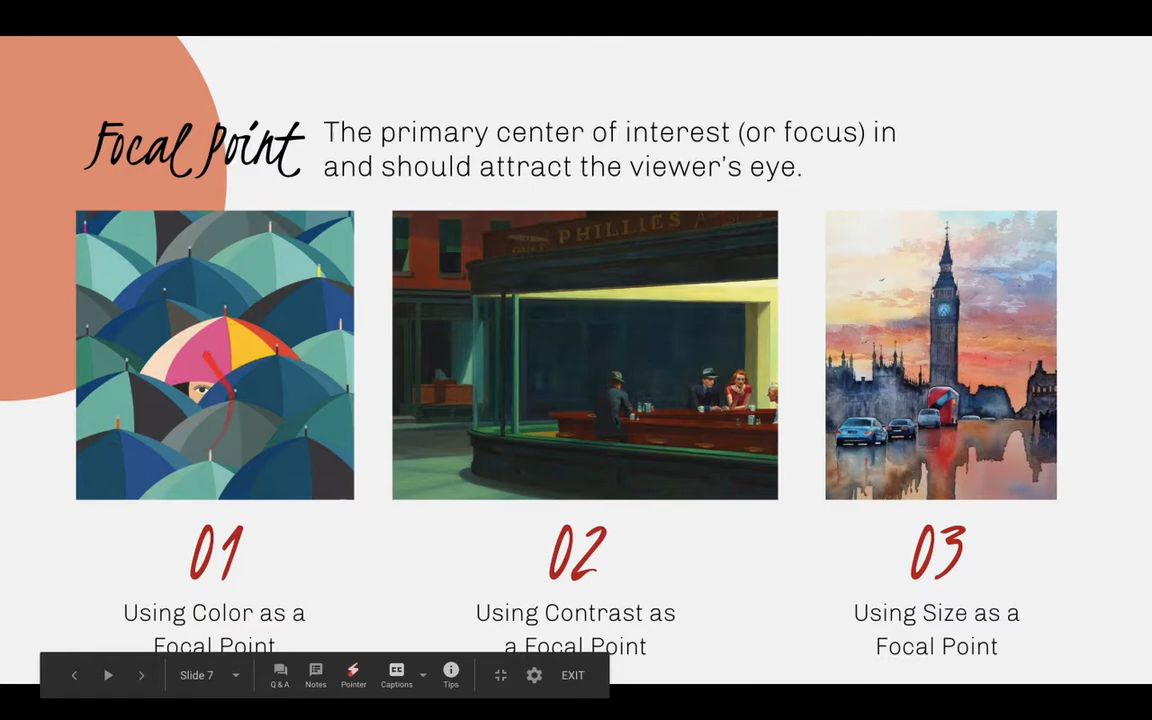 Focal Point
The primary center of interest (or focus) in
and should attract the viewer's eye.
PHILLIES
01
02
03
Using Color as a
Focal Point
Using Contrast as
a Focal Point
Using Size as a
Focal Point
Slide 7
Q & A
Notes
Pointer
CC
Captions
Tips
EXIT